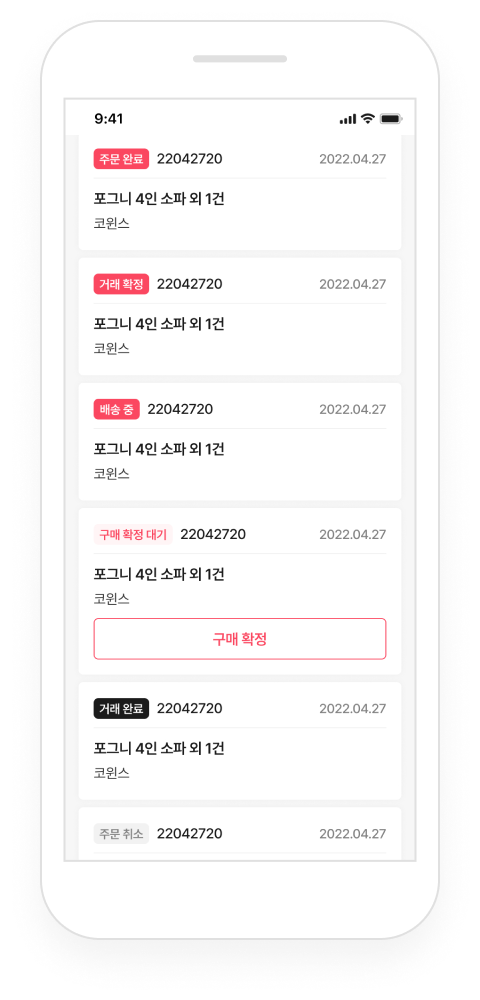 9:41
주문 완료 22042720 2022.04.27
포그니 4인 소파 외 1건
코윈스
거래 확정 22042720 2022.04.27
포그니 4인 소파 외 1건
코윈스
배송 중 22042720 2022.04.27
포그니 4인 소파 외 1건
코윈스
구매 확정 대기 22042720 2022.04.27
포그니 4인 소파 외 1건
코윈스
구매 확정
거래 완료 22042720 2022.04.27
포그니 4인 소파 외 1건
코윈스
주문 취소 22042720 2022.04.27